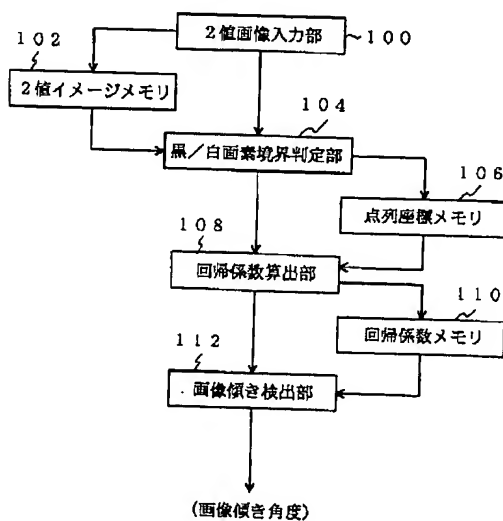 102
2値画像入力部
~100
2値イメージメモリ
104
黒/白画素境界判定部
106
点列座標メモリ
108
回帰係数算出部
110
回帰係数メモリ
112
画像傾き検出部
(画像傾き角度)